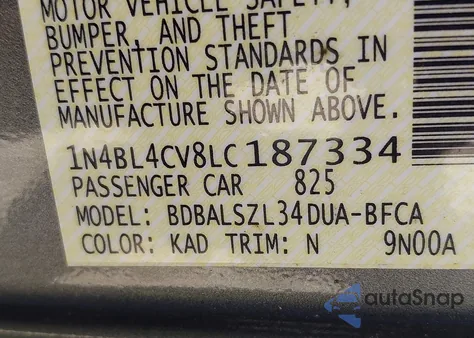 MOTOR VEHICLE SAFETY,
BUMPER, AND THEFT
PREVENTION STANDARDS IN
EFFECT ON THE DATE OF
MANUFACTURE SHOWN ABOVE.
1N4BL4CV8LC187334
PASSENGER CAR 825
MODEL: BDBALSZL34DUA-BFCA
COLOR: KAD TRIM: N 9N00A
autoSnap